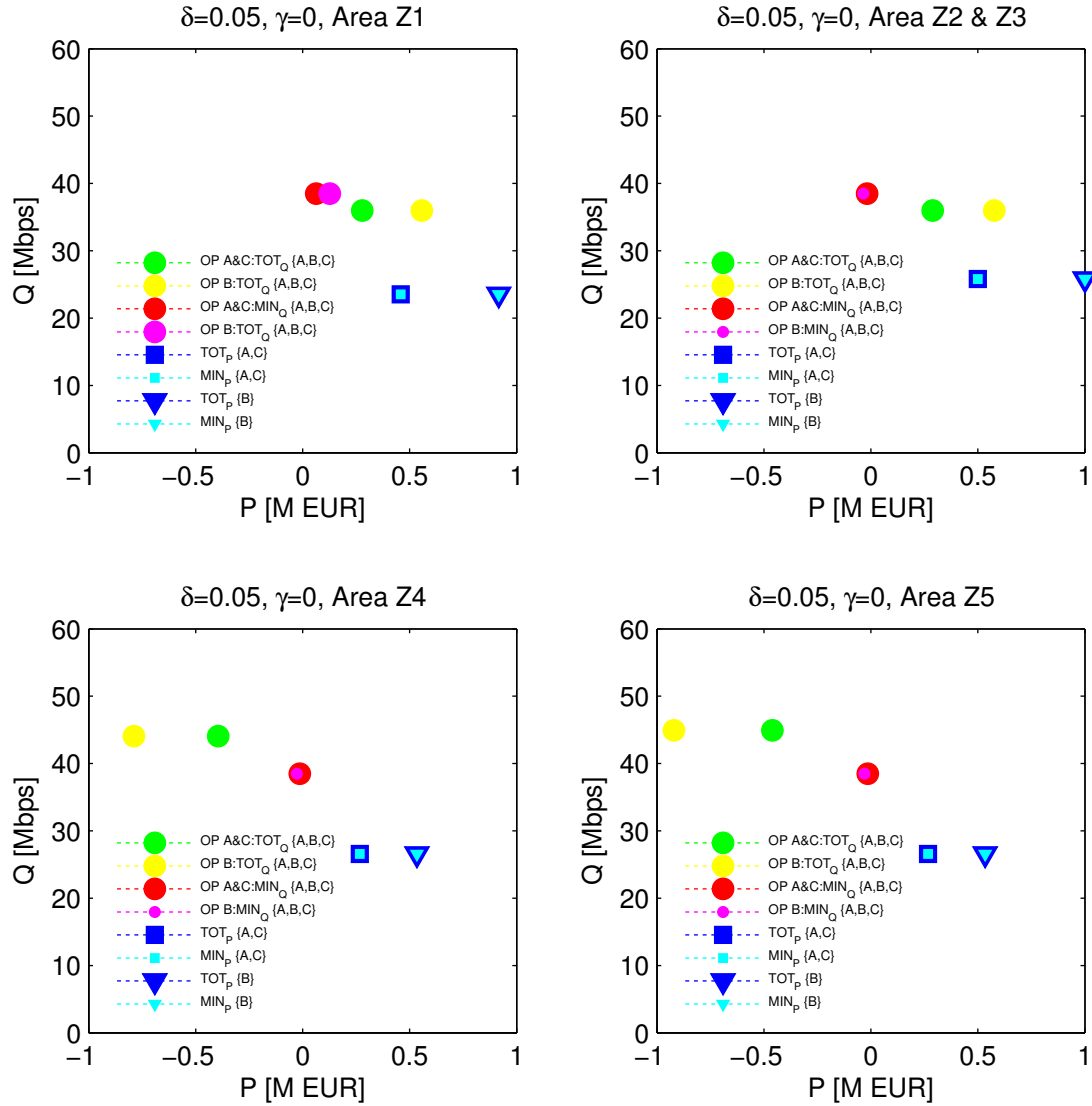 δ=0.05, γ=0, Area Z1
60
50
40
30
20
10
0
Q [Mbps]
OP A&C:TOT_Q {A,B,C}
OP B:TOT_Q {A,B,C}
OP A&C:MIN_Q {A,B,C}
OP B:TOT_Q {A,B,C}
TOT_P {A,C}
MIN_P {A,C}
TOT_P {B}
MIN_P {B}
−1 −0.5 0 0.5 1
P [M EUR]
δ=0.05, γ=0, Area Z2 & Z3
60
50
40
30
20
10
0
Q [Mbps]
OP A&C:TOT_Q {A,B,C}
OP B:TOT_Q {A,B,C}
OP A&C:MIN_Q {A,B,C}
OP B:MIN_Q {A,B,C}
TOT_P {A,C}
MIN_P {A,C}
TOT_P {B}
MIN_P {B}
−1 −0.5 0 0.5 1
P [M EUR]
δ=0.05, γ=0, Area Z4
60
50
40
30
20
10
0
Q [Mbps]
OP A&C:TOT_Q {A,B,C}
OP B:TOT_Q {A,B,C}
OP A&C:MIN_Q {A,B,C}
OP B:MIN_Q {A,B,C}
TOT_P {A,C}
MIN_P {A,C}
TOT_P {B}
MIN_P {B}
−1 −0.5 0 0.5 1
P [M EUR]
δ=0.05, γ=0, Area Z5
60
50
40
30
20
10
0
Q [Mbps]
OP A&C:TOT_Q {A,B,C}
OP B:TOT_Q {A,B,C}
OP A&C:MIN_Q {A,B,C}
OP B:MIN_Q {A,B,C}
TOT_P {A,C}
MIN_P {A,C}
TOT_P {B}
MIN_P {B}
−1 −0.5 0 0.5 1
P [M EUR]